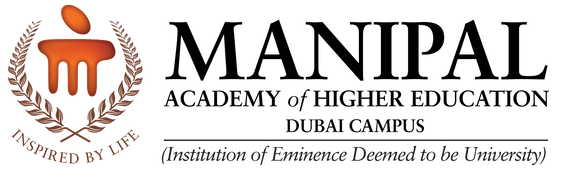 INSPIRED BY LIFE
MANIPAL
ACADEMY of HIGHER EDUCATION
DUBAI CAMPUS
(Institution of Eminence Deemed to be University)